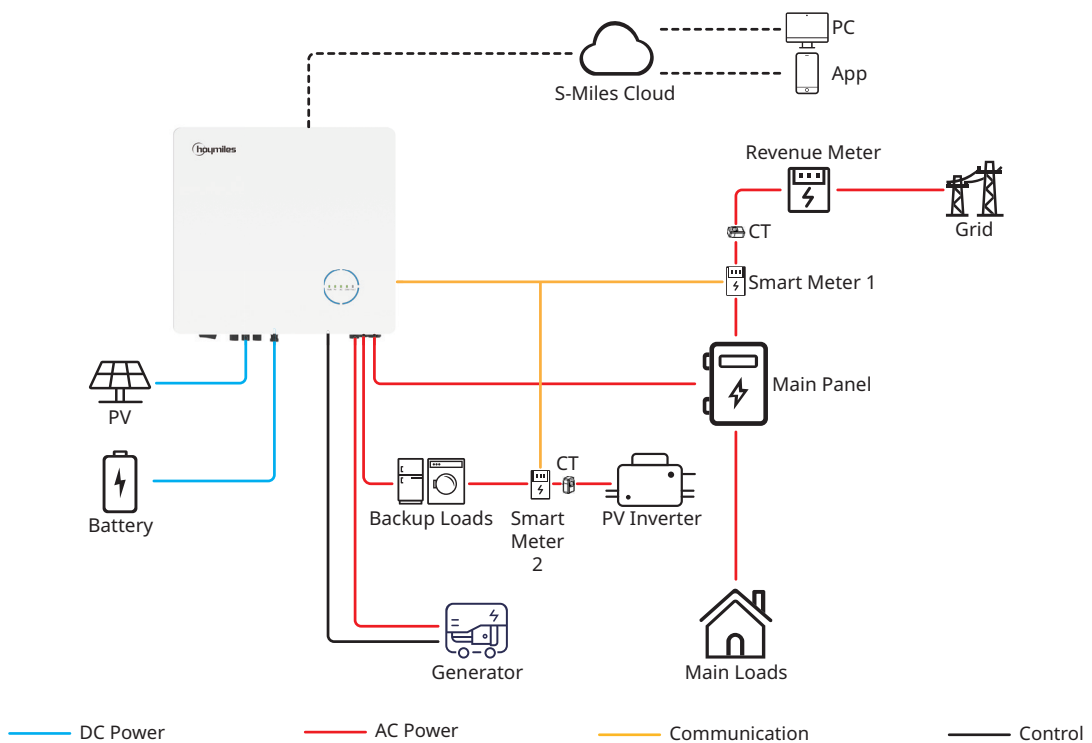 PC
App
S-Miles Cloud
hoymiles
Revenue Meter
CT
Grid
Smart Meter 1
Main Panel
PV
Battery
CT
Backup Loads
Smart
Meter
2
PV Inverter
Generator
Main Loads
DC Power
AC Power
Communication
Control